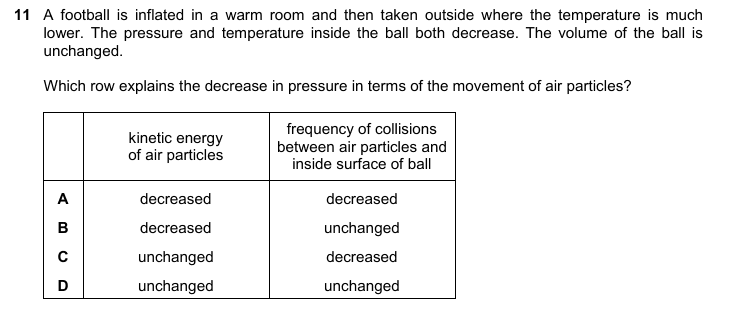 11 A football is inflated in a warm room and then taken outside where the temperature is much
lower. The pressure and temperature inside the ball both decrease. The volume of the ball is
unchanged.
Which row explains the decrease in pressure in terms of the movement of air particles?
kinetic energy
of air particles
frequency of collisions
between air particles and
inside surface of ball
A decreased decreased
B decreased unchanged
C unchanged decreased
D unchanged unchanged